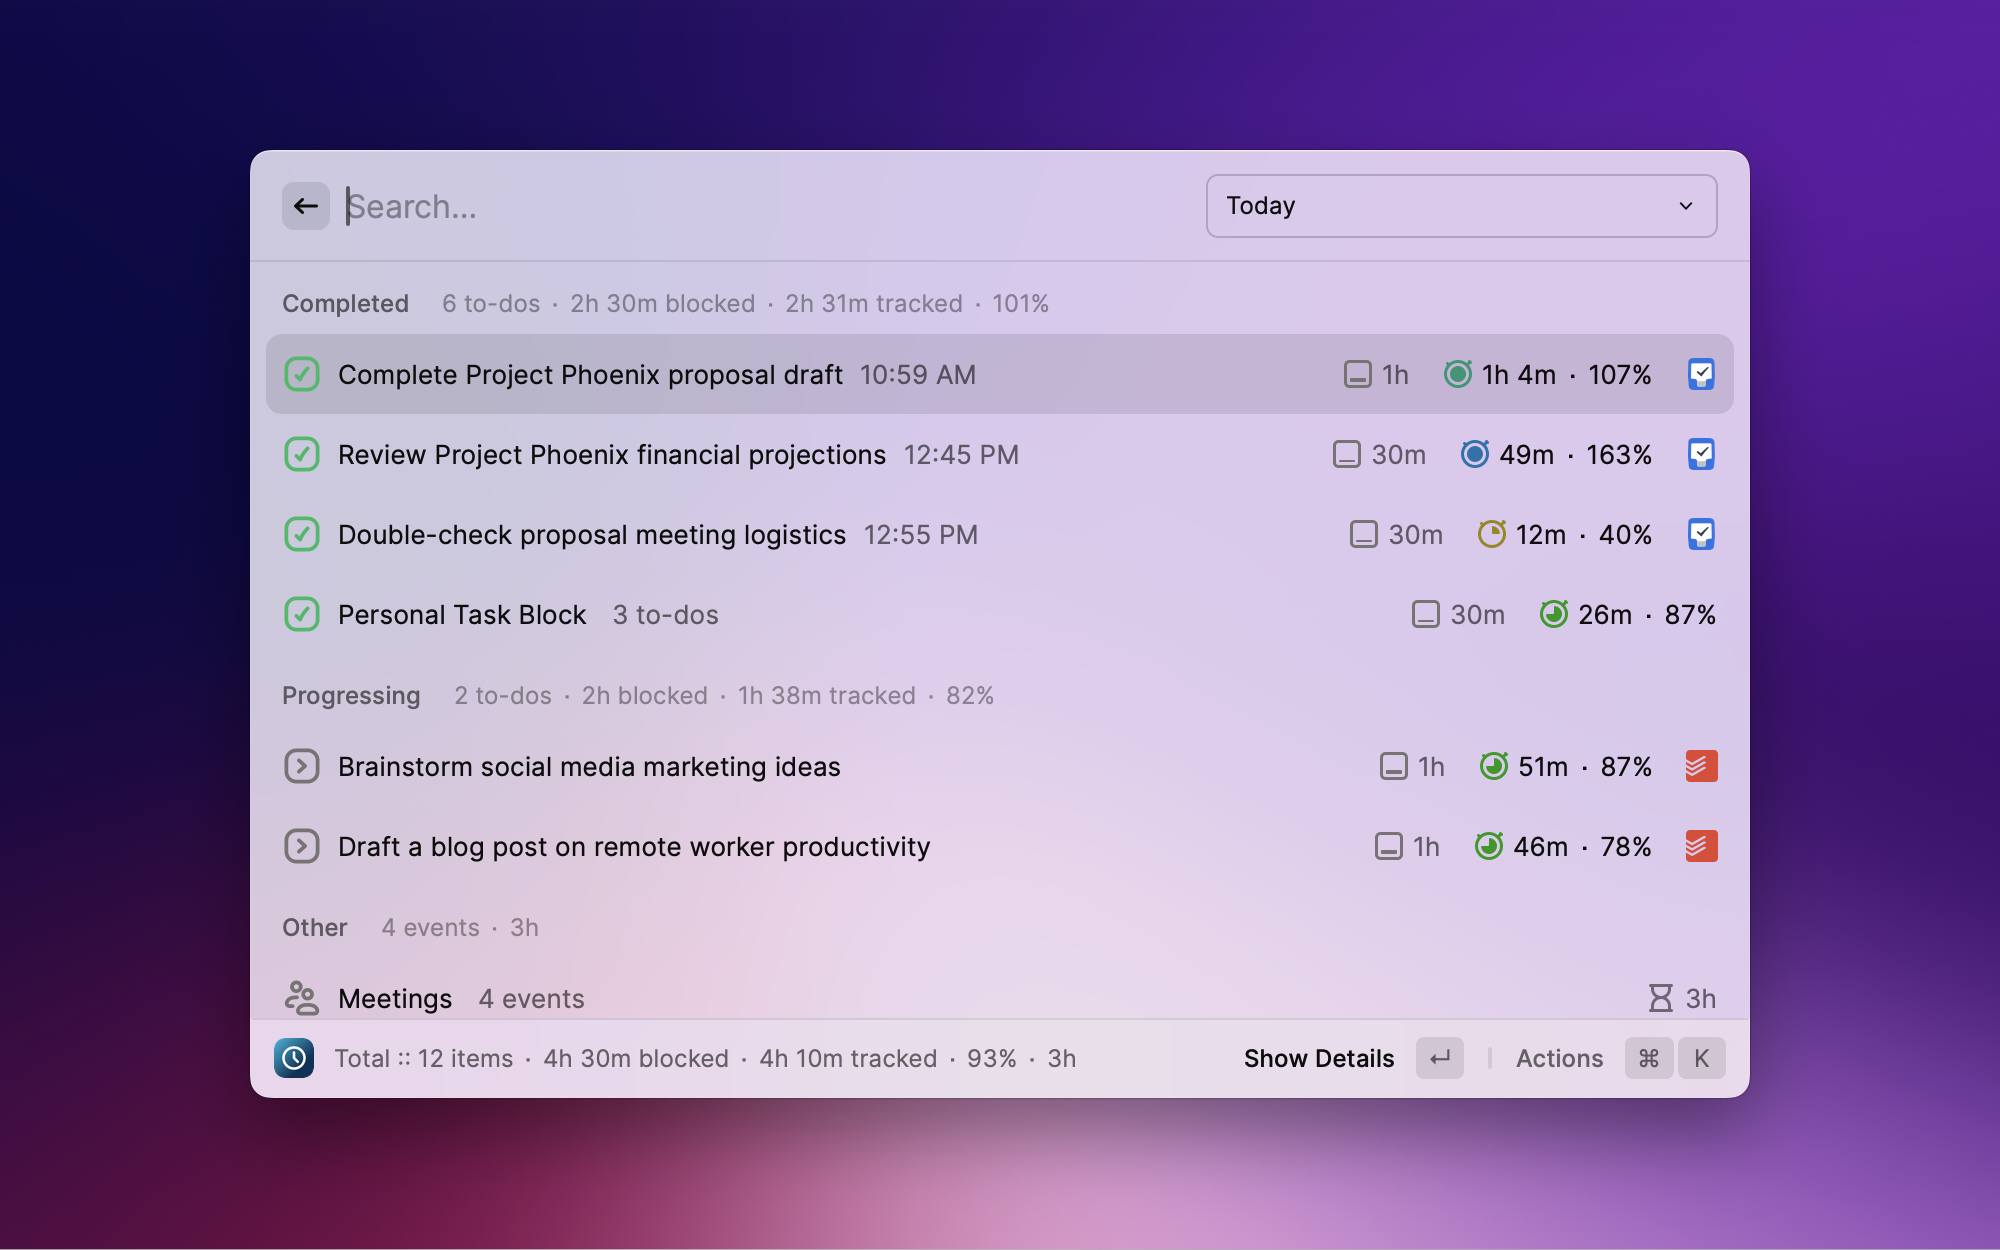 Search... Today
Completed 6 to-dos · 2h 30m blocked · 2h 31m tracked · 101%
Complete Project Phoenix proposal draft 10:59 AM 1h 1h 4m · 107%
Review Project Phoenix financial projections 12:45 PM 30m 49m · 163%
Double-check proposal meeting logistics 12:55 PM 30m 12m · 40%
Personal Task Block 3 to-dos 30m 26m · 87%
Progressing 2 to-dos · 2h blocked · 1h 38m tracked · 82%
Brainstorm social media marketing ideas 1h 51m · 87%
Draft a blog post on remote worker productivity 1h 46m · 78%
Other 4 events · 3h
Meetings 4 events 3h
Total :: 12 items · 4h 30m blocked · 4h 10m tracked · 93% · 3h Show Details ↵ Actions ⌘ K